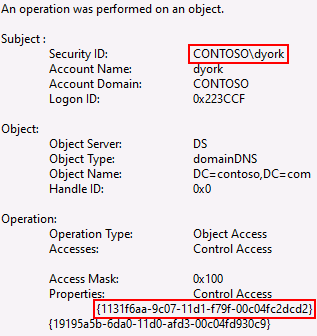 An operation was performed on an object.
Subject :
Security ID: CONTOSO\dyork
Account Name: dyork
Account Domain: CONTOSO
Logon ID: 0x223CCF
Object:
Object Server: DS
Object Type: domainDNS
Object Name: DC=contoso,DC=com
Handle ID: 0x0
Operation:
Operation Type: Object Access
Accesses: Control Access
Access Mask: 0x100
Properties: Control Access
{1131f6aa-9c07-11d1-f79f-00c04fc2dcd2}
{19195a5b-6da0-11d0-afd3-00c04fd930c9}